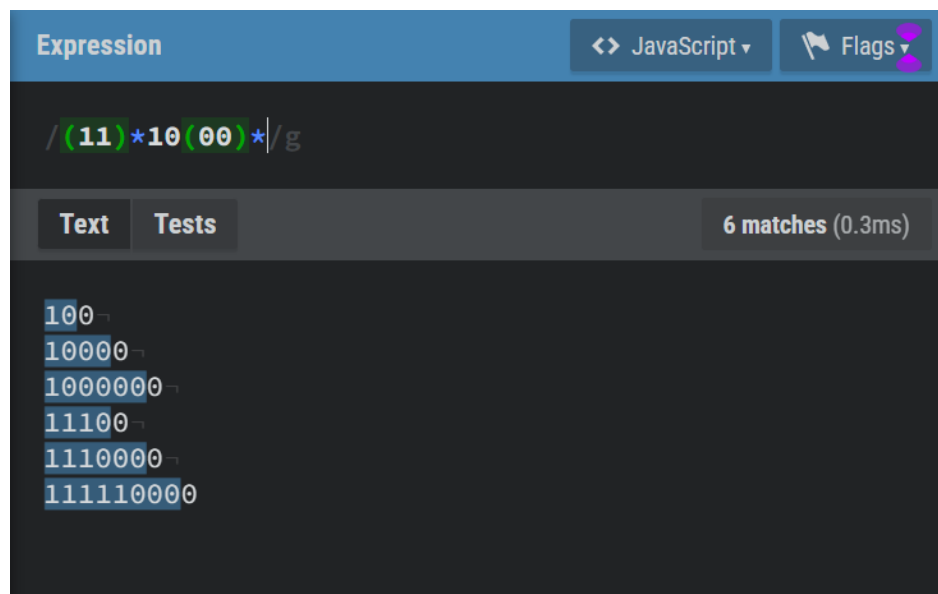 Expression
<> JavaScript ▾ Flags ▾
/(11)*10(00)*/g
Text Tests 6 matches (0.3ms)
100¬
10000¬
1000000¬
11100¬
1110000¬
111110000